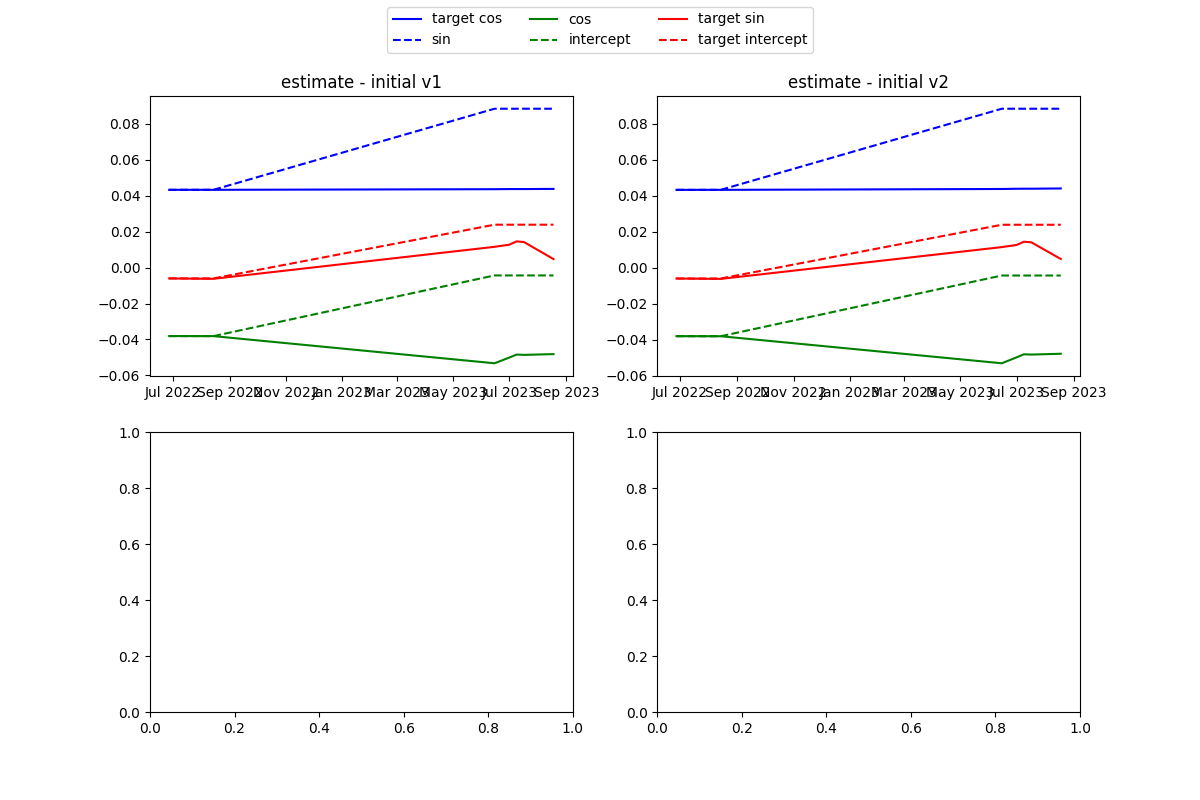 target cos cos target sin
sin intercept target intercept
estimate - initial v1 estimate - initial v2
0.08 0.08
0.06 0.06
0.04 0.04
0.02 0.02
0.00 0.00
−0.02 −0.02
−0.04 −0.04
−0.06 −0.06
Jul 2022 Sep 2022 Nov 2022 Jan 2023 Mar 2023 May 2023 Jul 2023 Sep 2023 Jul 2022 Sep 2022 Nov 2022 Jan 2023 Mar 2023 May 2023 Jul 2023 Sep 2023
1.0 1.0
0.8 0.8
0.6 0.6
0.4 0.4
0.2 0.2
0.0 0.0
0.0 0.2 0.4 0.6 0.8 1.0 0.0 0.2 0.4 0.6 0.8 1.0